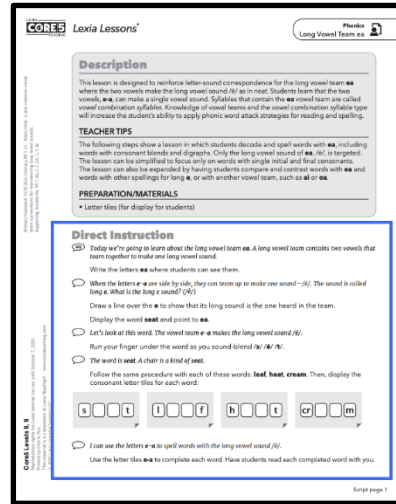 LEXIA
CORE5
READING
Lexia Lessons®
Phonics
Long Vowel Team ea
Description
This lesson is designed to reinforce letter-sound correspondence for the long vowel team ea
where the two vowels make the long vowel sound /ē/ as in neat. Students learn that the two
vowels, e-a, can make a single vowel sound. Syllables that contain the ea vowel team are called
vowel combination syllables. Knowledge of vowel teams and the vowel combination syllable type
will increase the student's ability to apply phonic word attack strategies for reading and spelling.
TEACHER TIPS
The following steps show a lesson in which students decode and spell words with ea, including
words with consonant blends and digraphs. Only the long vowel sound of ea, /ē/, is targeted.
The lesson can be simplified to focus only on words with single initial and final consonants.
The lesson can also be expanded by having students compare and contrast words with ea and
words with other spellings for long e, or with another vowel team, such as ai or oa.
PREPARATION/MATERIALS
• Letter tiles (for display for students)
Direct Instruction
Today we're going to learn about the long vowel team ea. A long vowel team contains two vowels that
team together to make one long vowel sound.
Write the letters ea where students can see them.
When the letters e-a are side by side, they can team up to make one sound—/ē/. The sound is called
long e. What is the long e sound? (/ē/)
Draw a line over the e to show that its long sound is the one heard in the team.
Display the word seat and point to ea.
Let's look at this word. The vowel team e-a makes the long vowel sound /ē/.
Run your finger under the word as you sound-blend /s/ /ē/ /t/.
The word is seat. A chair is a kind of seat.
Follow the same procedure with each of these words: leaf, heat, cream. Then, display the
consonant letter tiles for each word:
s t l f h t cr m
I can use the letters e-a to spell words with the long vowel sound /ē/.
Use the letter tiles e-a to complete each word. Have students read each completed word with you.
Core5 Levels 8, 9
Script page 1